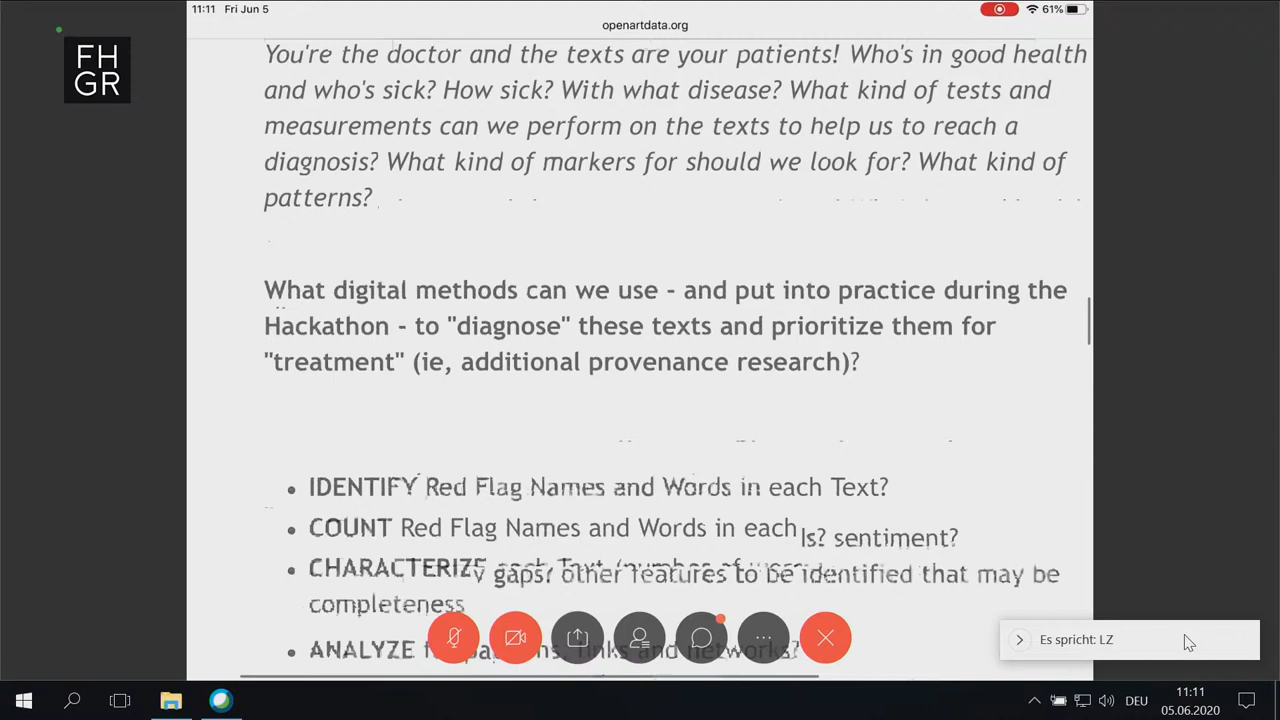 11:11 Fri Jun 5
61%
openartdata.org
FH
GR
You're the doctor and the texts are your patients! Who's in good health
and who's sick? How sick? With what disease? What kind of tests and
measurements can we perform on the texts to help us to reach a
diagnosis? What kind of markers for should we look for? What kind of
patterns?
What digital methods can we use - and put into practice during the
Hackathon - to "diagnose" these texts and prioritize them for
"treatment" (ie, additional provenance research)?
• IDENTIFY Red Flag Names and Words in each Text?
• COUNT Red Flag Names and Words in each
ls? sentiment?
• CHARACTERIZE
gaps? other features to be identified that may be
completeness
• ANALYZE links and networks?
Es spricht: LZ
DEU
11:11
05.06.2020